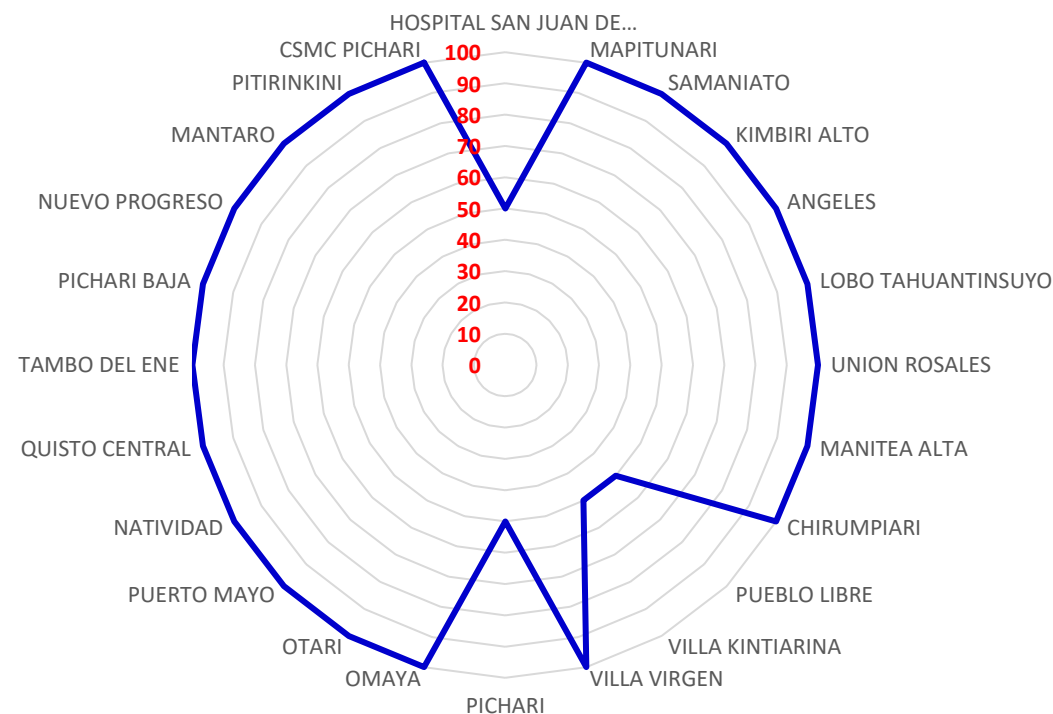 HOSPITAL SAN JUAN DE...
MAPITUNARI
SAMANIATO
KIMBIRI ALTO
ANGELES
LOBO TAHUANTINSUYO
UNION ROSALES
MANITEA ALTA
CHIRUMPIARI
PUEBLO LIBRE
VILLA KINTIARINA
VILLA VIRGEN
PICHARI
OMAYA
OTARI
PUERTO MAYO
NATIVIDAD
QUISTO CENTRAL
TAMBO DEL ENE
PICHARI BAJA
NUEVO PROGRESO
MANTARO
PITIRINKINI
CSMC PICHARI
100
90
80
70
60
50
40
30
20
10
0